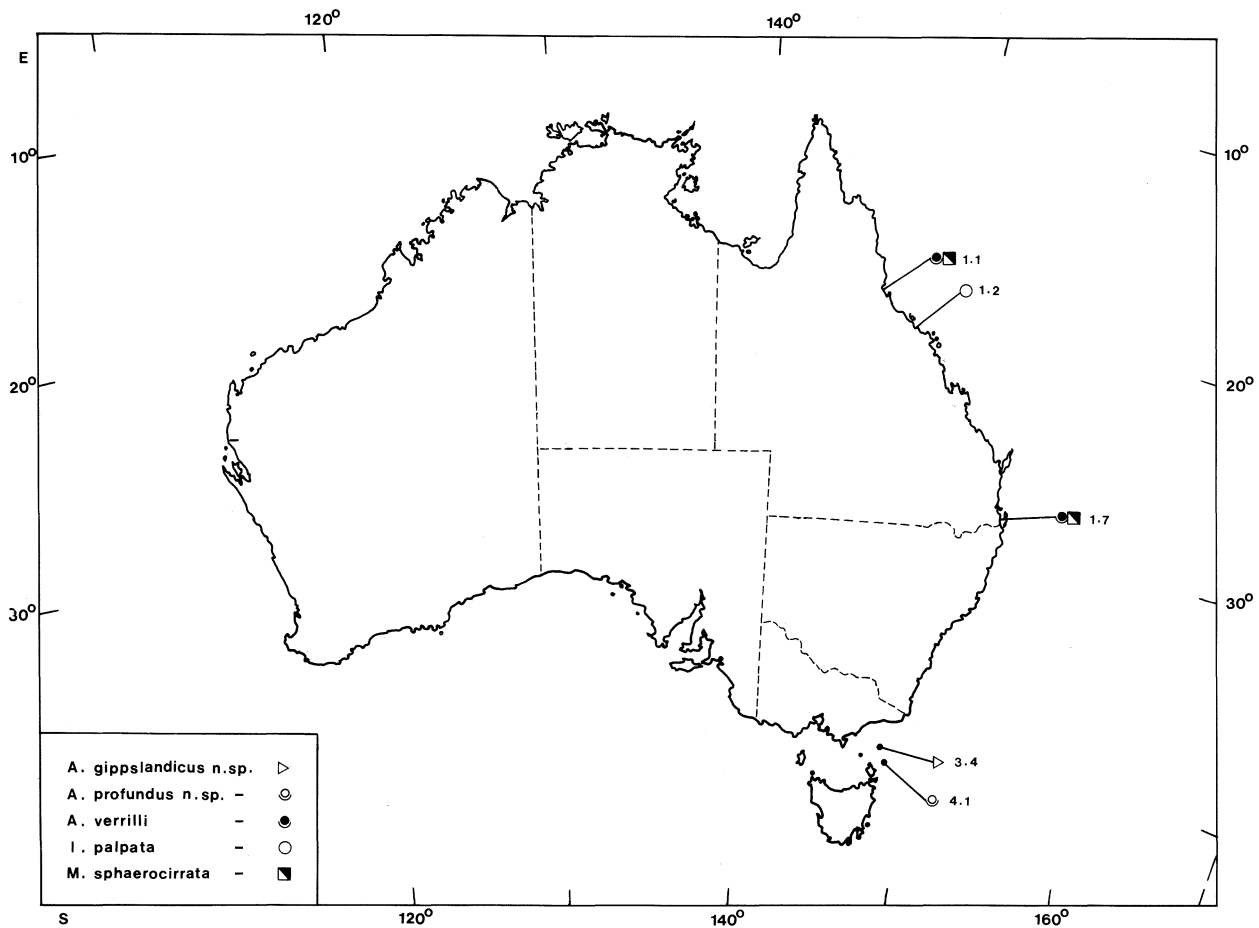 120° 140°
E
10° 10°
1.1
1.2
20° 20°
1.7
30° 30°
A. gippslandicus n.sp.
A. profundus n.sp. –
A. verrilli –
I. palpata –
M. sphaerocirrata –
3.4
4.1
S 120° 140° 160°